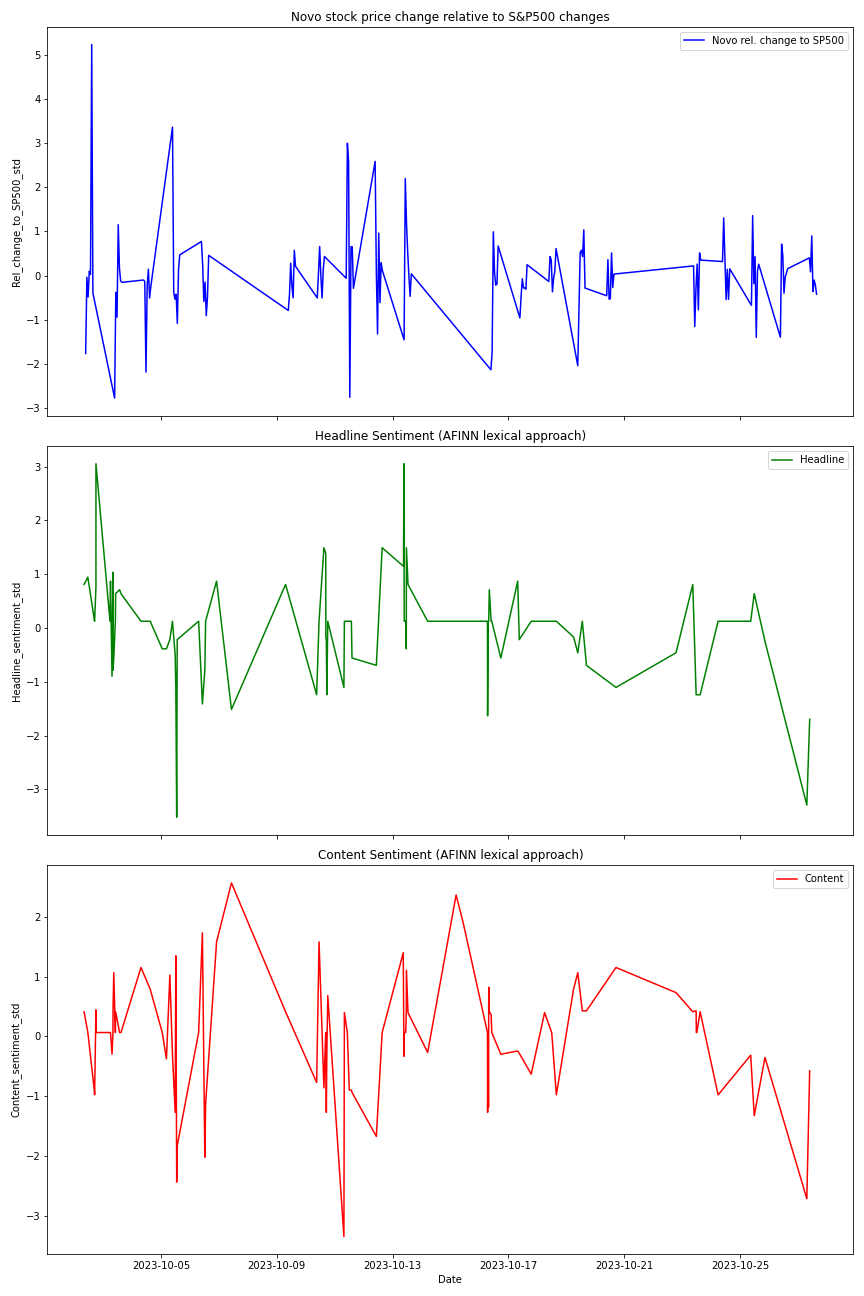 Novo stock price change relative to S&P500 changes
Novo rel. change to SP500
5
4
3
2
1
0
−1
−2
−3
Rel_change_to_SP500_std
Headline Sentiment (AFINN lexical approach)
Headline
3
2
1
0
−1
−2
−3
Headline_sentiment_std
Content Sentiment (AFINN lexical approach)
Content
2
1
0
−1
−2
−3
Content_sentiment_std
2023-10-05 2023-10-09 2023-10-13 2023-10-17 2023-10-21 2023-10-25
Date